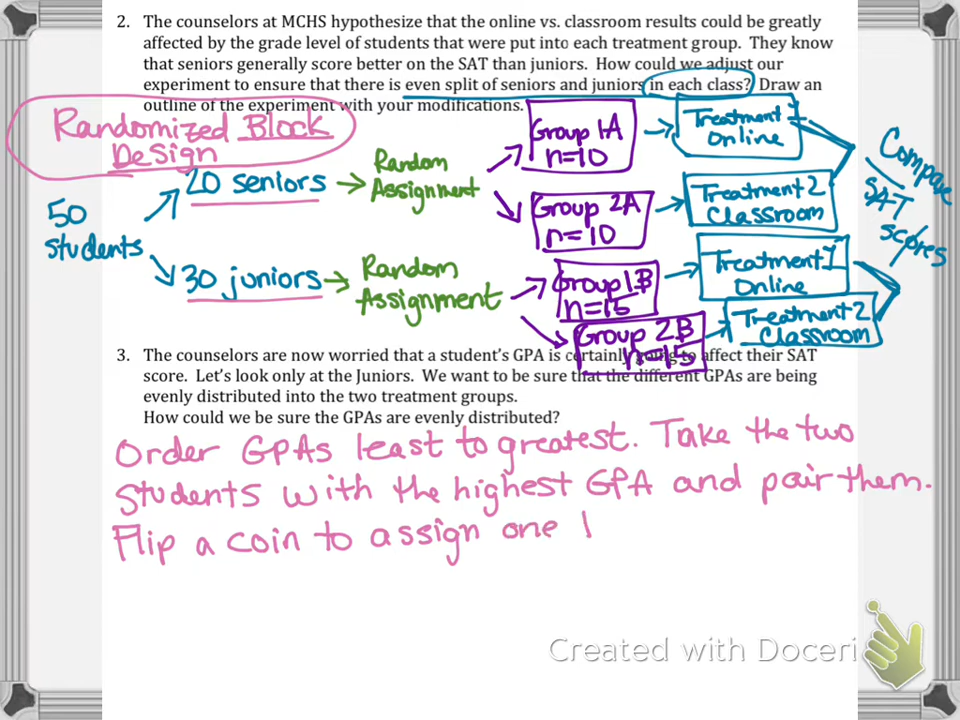 2. The counselors at MCHS hypothesize that the online vs. classroom results could be greatly
affected by the grade level of students that were put into each treatment group. They know
that seniors generally score better on the SAT than juniors. How could we adjust our
experiment to ensure that there is even split of seniors and juniors in each class? Draw an
outline of the experiment with your modifications.
Randomized Block
Design
50
students
20 seniors
Random
Assignment
Group 1A
n=10
Treatment 1
Online
Group 2A
n=10
Treatment 2
Classroom
30 juniors
Random
Assignment
Group 1B
n=15
Treatment 1
Online
Group 2B
n=15
Treatment 2
Classroom
Compare
SAT
scores
3. The counselors are now worried that a student's GPA is certainly going to affect their SAT
score. Let's look only at the Juniors. We want to be sure that the different GPAs are being
evenly distributed into the two treatment groups.
How could we be sure the GPAs are evenly distributed?
Order GPAs least to greatest. Take the two
students with the highest GPA and pair them.
Flip a coin to assign one
Created with Doceri